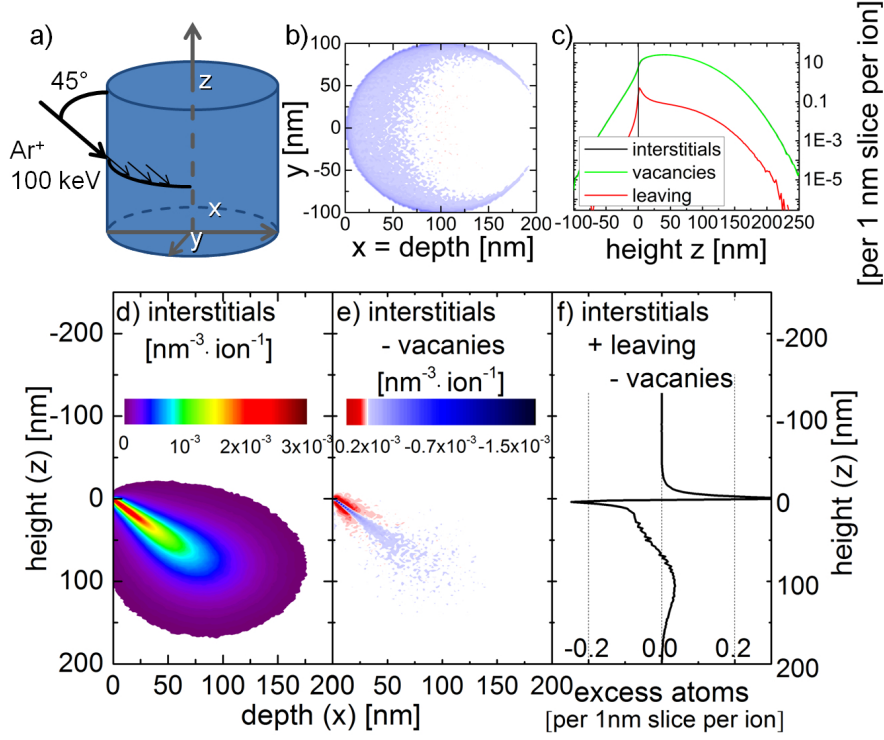 a)
z
45°
Ar⁺
100 keV
x
y
b)
y [nm]
100
50
0
-50
-100
0 50 100 150 200
x = depth [nm]
c)
interstitials
vacancies
leaving
10
0.1
1E-3
1E-5
-100 -50 0 50 100 150 200 250
height z [nm]
[per 1 nm slice per ion]
d) interstitials
[nm⁻³· ion⁻¹]
0 10⁻³ 2x10⁻³ 3x10⁻³
height (z) [nm]
-200
-100
0
100
200
0 50 100 150 200
e) interstitials
- vacanies
[nm⁻³· ion⁻¹]
0.2x10⁻³ -0.7x10⁻³ -1.5x10⁻³
50 100 150 200
depth (x) [nm]
f) interstitials
+ leaving
- vacanies
-200
-100
0
100
200
height (z) [nm]
-0.2 0.0 0.2
excess atoms
[per 1nm slice per ion]